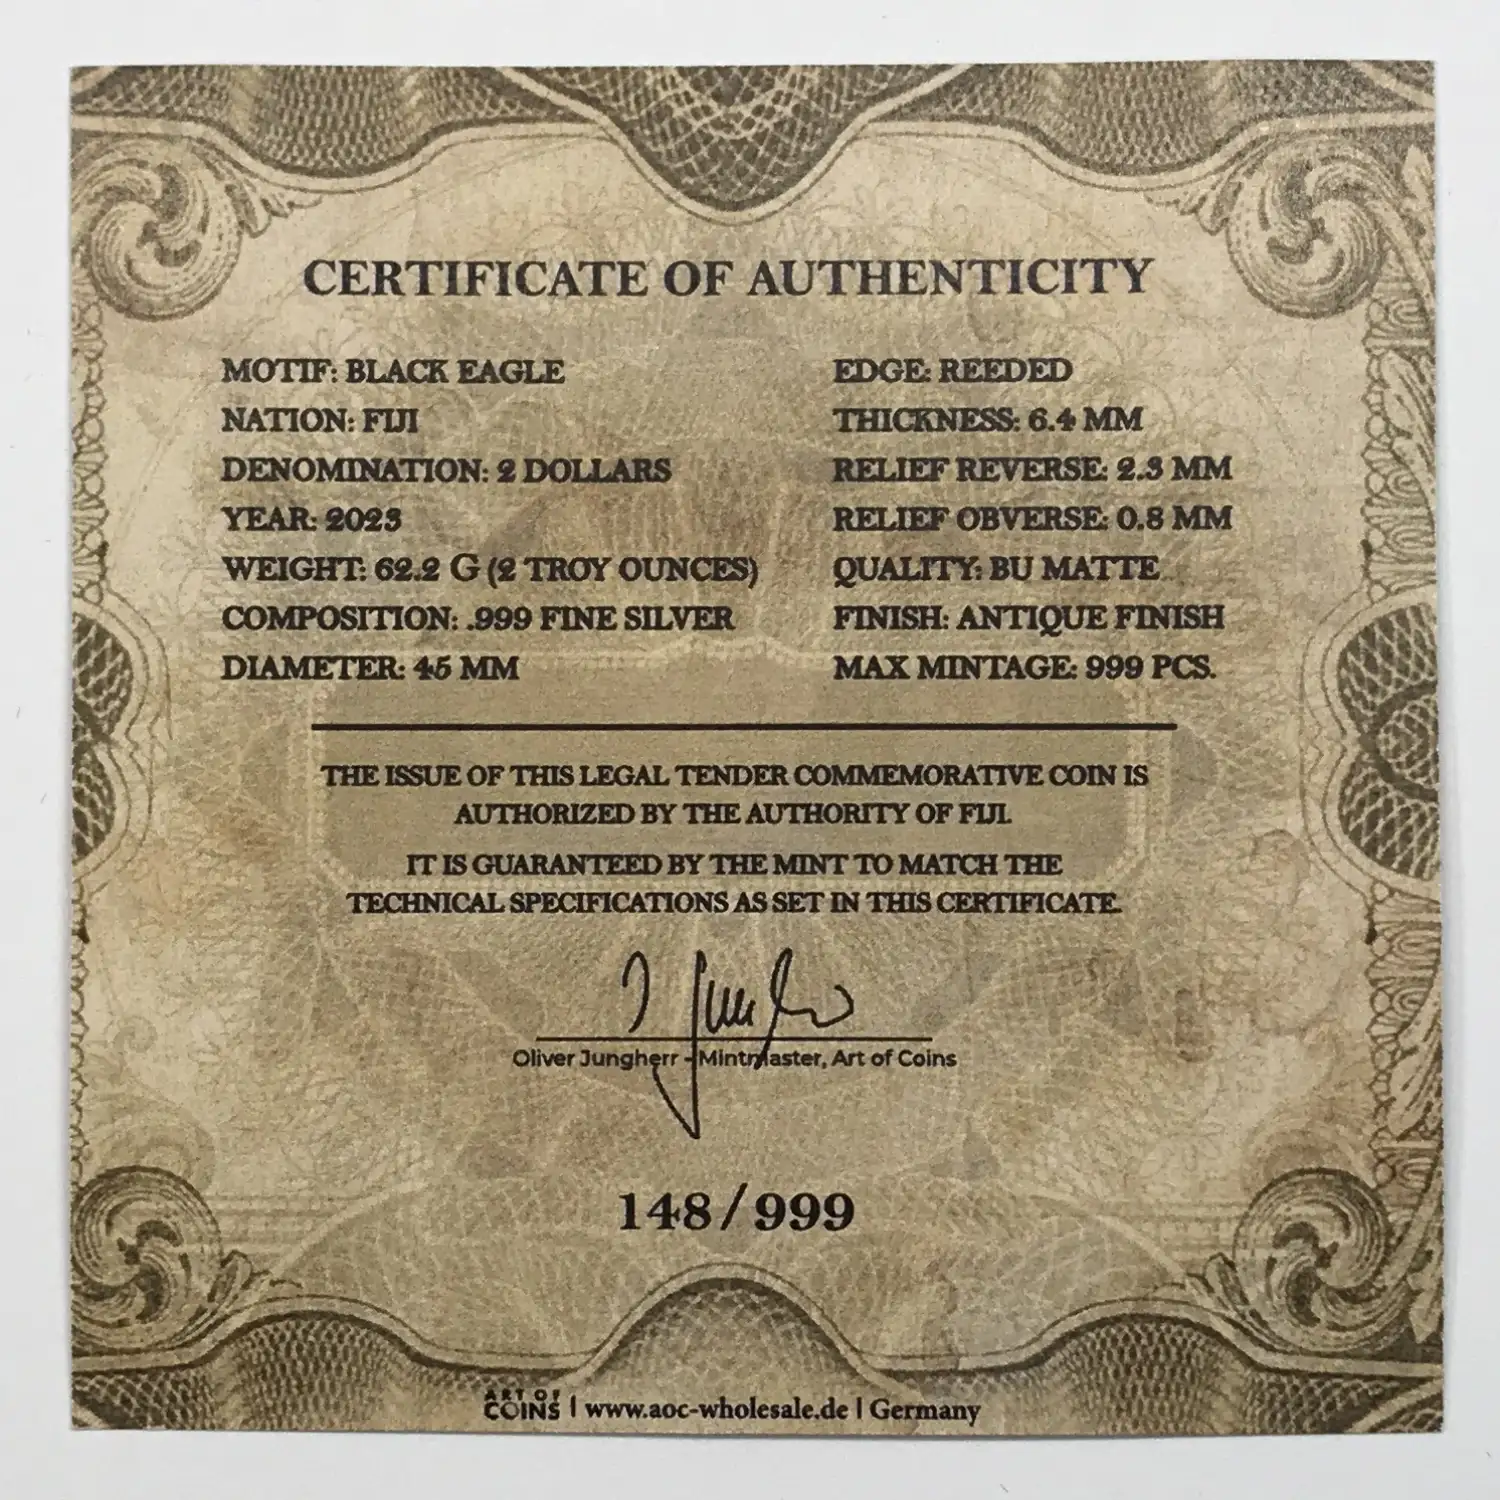 CERTIFICATE OF AUTHENTICITY
MOTIF: BLACK EAGLE
NATION: FIJI
DENOMINATION: 2 DOLLARS
YEAR: 2023
WEIGHT: 62.2 G (2 TROY OUNCES)
COMPOSITION: .999 FINE SILVER
DIAMETER: 45 MM
EDGE: REEDED
THICKNESS: 6.4 MM
RELIEF REVERSE: 2.3 MM
RELIEF OBVERSE: 0.8 MM
QUALITY: BU MATTE
FINISH: ANTIQUE FINISH
MAX MINTAGE: 999 PCS.
THE ISSUE OF THIS LEGAL TENDER COMMEMORATIVE COIN IS
AUTHORIZED BY THE AUTHORITY OF FIJI.
IT IS GUARANTEED BY THE MINT TO MATCH THE
TECHNICAL SPECIFICATIONS AS SET IN THIS CERTIFICATE.
Oliver Jungherr - Mintmaster, Art of Coins
148/999
ART OF COINS | www.aoc-wholesale.de | Germany